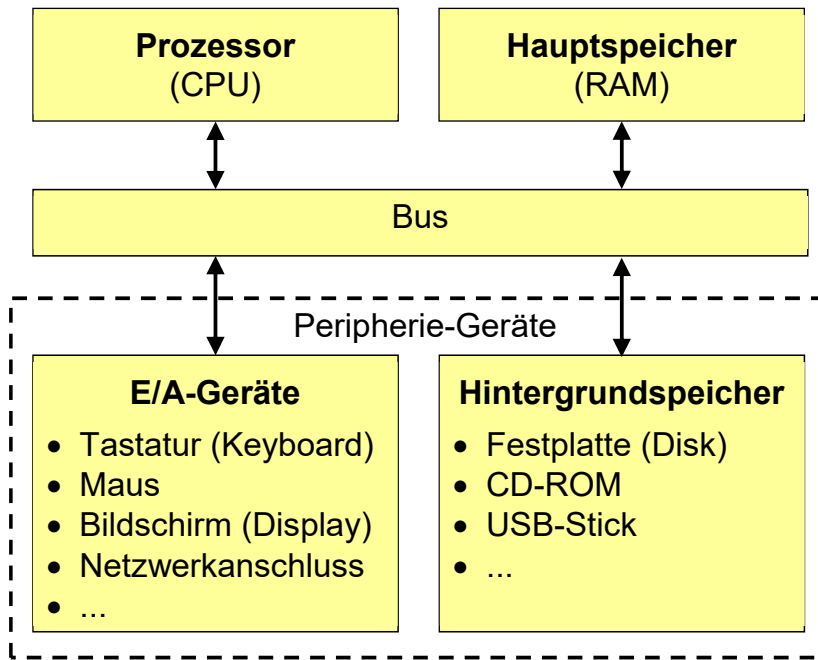 Prozessor
(CPU)
Hauptspeicher
(RAM)
Bus
Peripherie-Geräte
E/A-Geräte
• Tastatur (Keyboard)
• Maus
• Bildschirm (Display)
• Netzwerkanschluss
• ...
Hintergrundspeicher
• Festplatte (Disk)
• CD-ROM
• USB-Stick
• ...